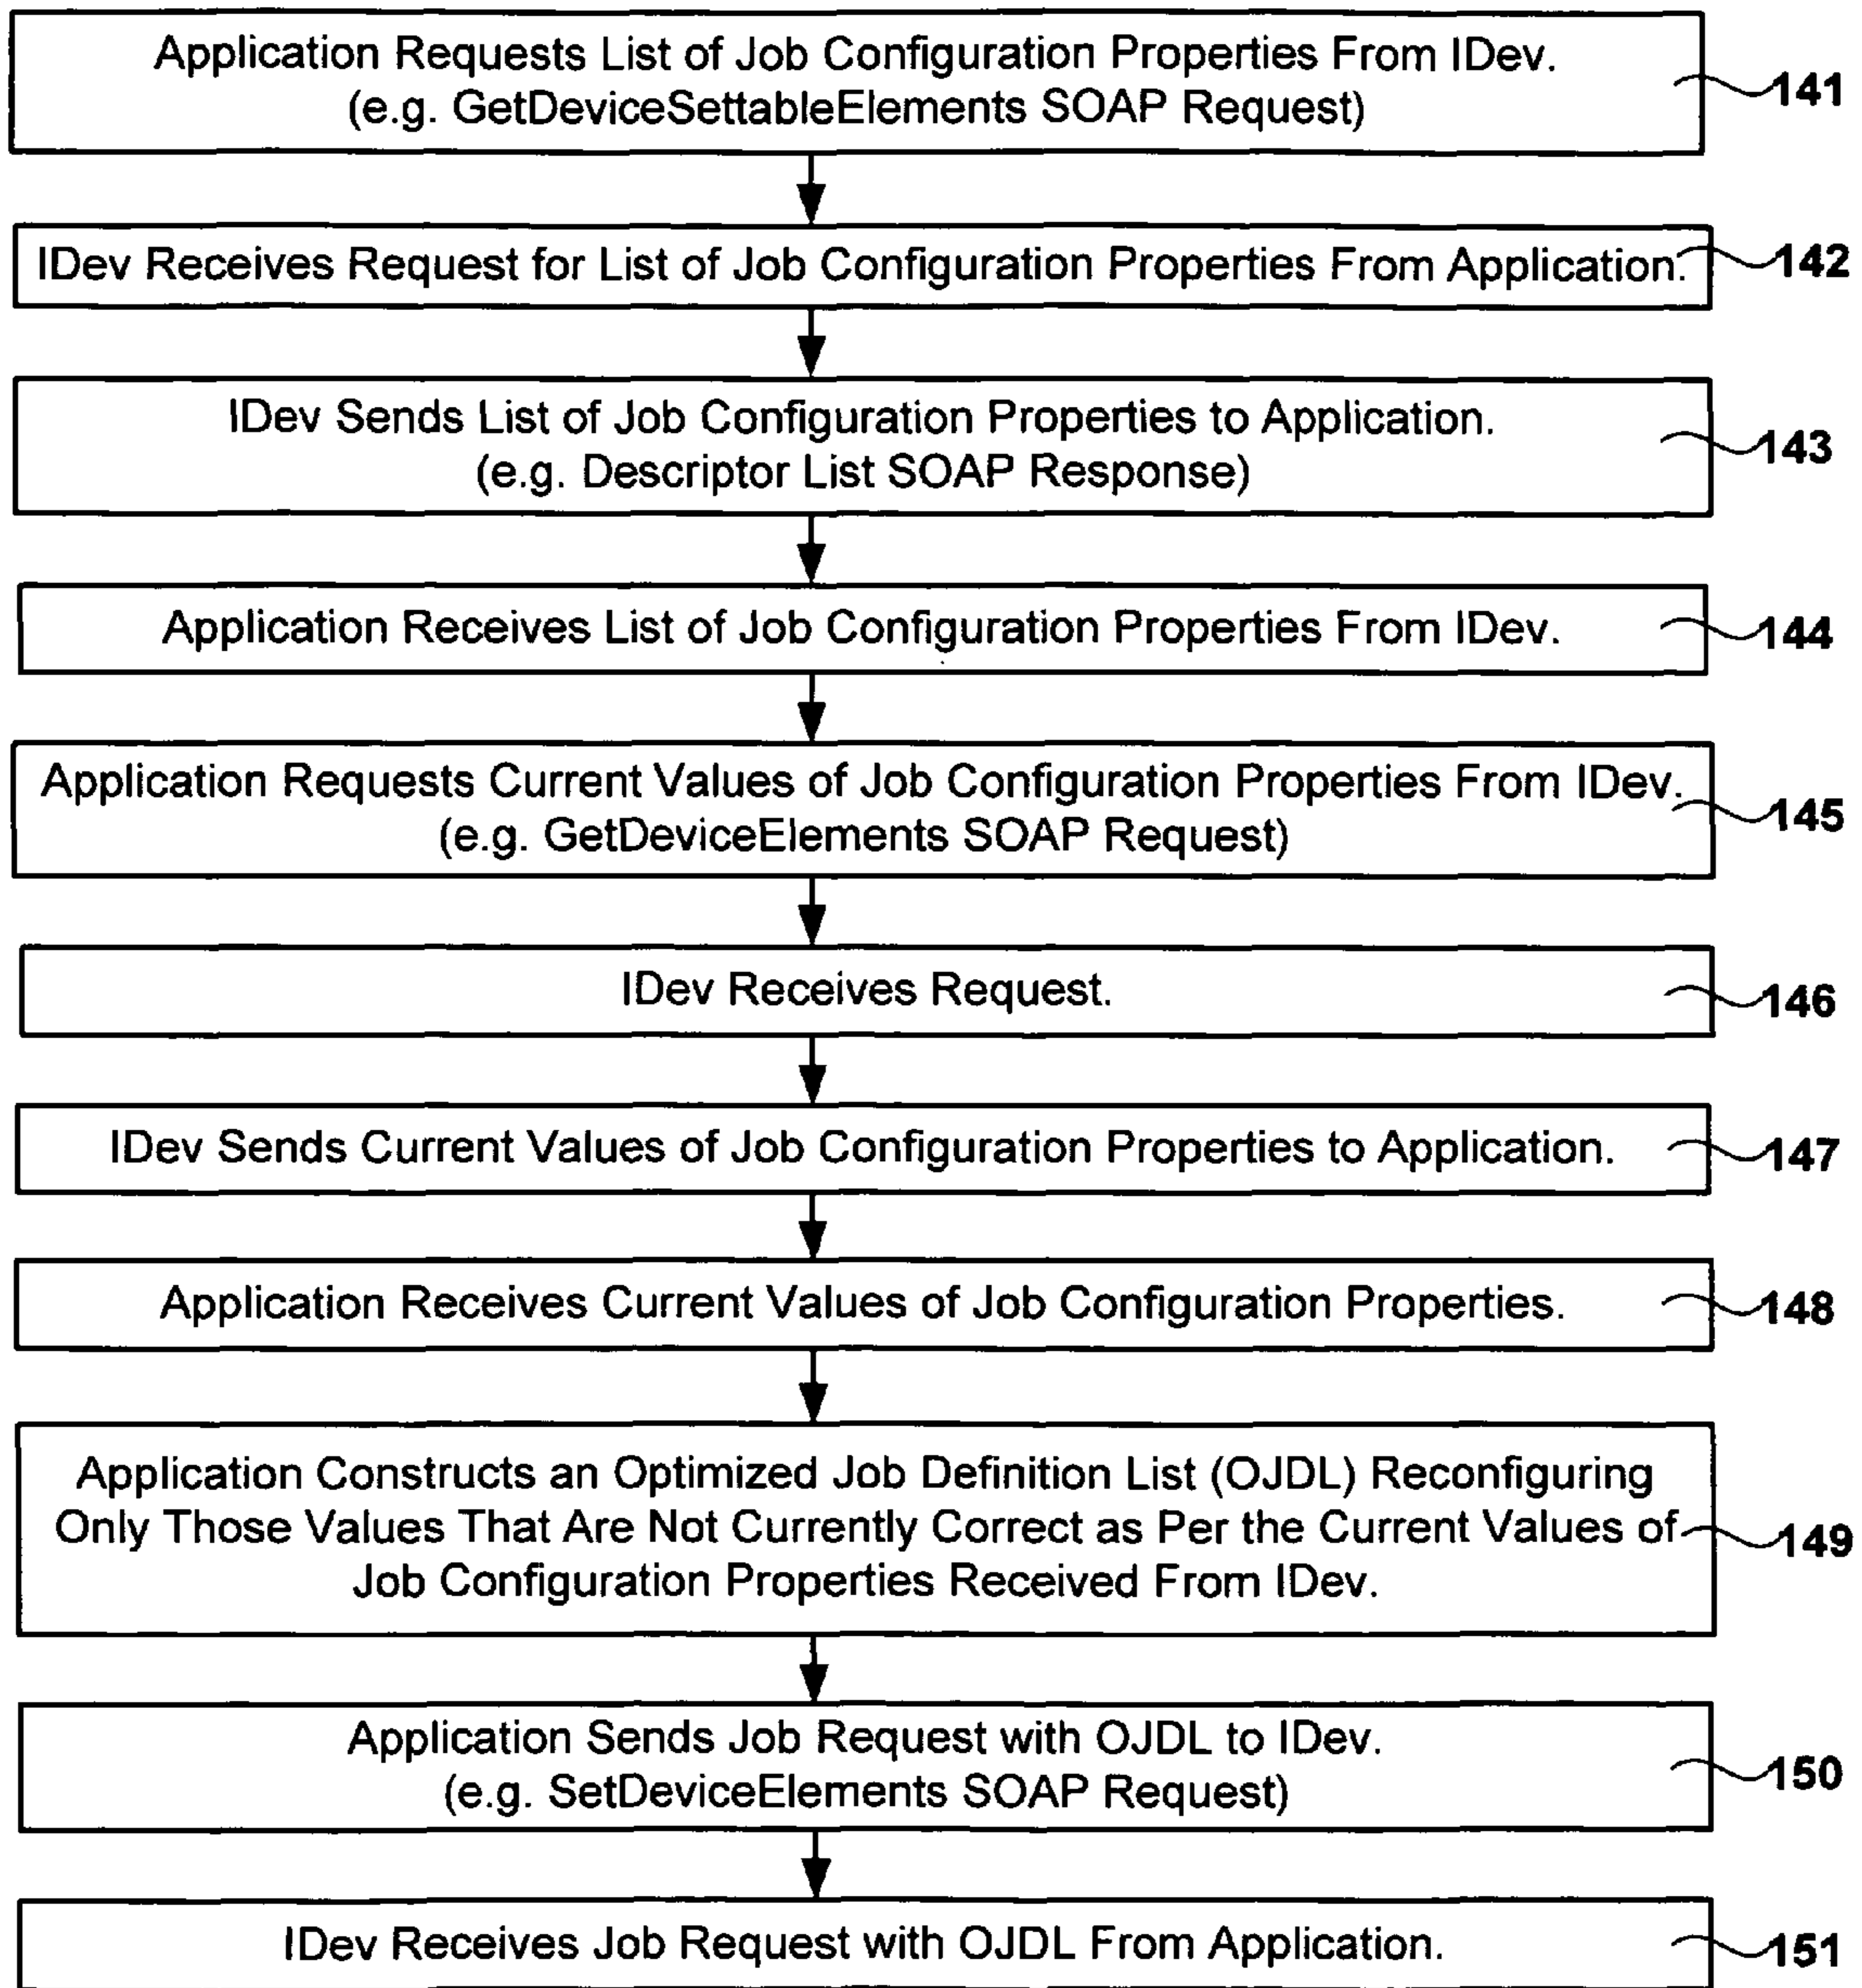 Application Requests List of Job Configuration Properties From IDev.
(e.g. GetDeviceSettableElements SOAP Request)
141
IDev Receives Request for List of Job Configuration Properties From Application.
142
IDev Sends List of Job Configuration Properties to Application.
(e.g. Descriptor List SOAP Response)
143
Application Receives List of Job Configuration Properties From IDev.
144
Application Requests Current Values of Job Configuration Properties From IDev.
(e.g. GetDeviceElements SOAP Request)
145
IDev Receives Request.
146
IDev Sends Current Values of Job Configuration Properties to Application.
147
Application Receives Current Values of Job Configuration Properties.
148
Application Constructs an Optimized Job Definition List (OJDL) Reconfiguring
Only Those Values That Are Not Currently Correct as Per the Current Values of
Job Configuration Properties Received From IDev.
149
Application Sends Job Request with OJDL to IDev.
(e.g. SetDeviceElements SOAP Request)
150
IDev Receives Job Request with OJDL From Application.
151